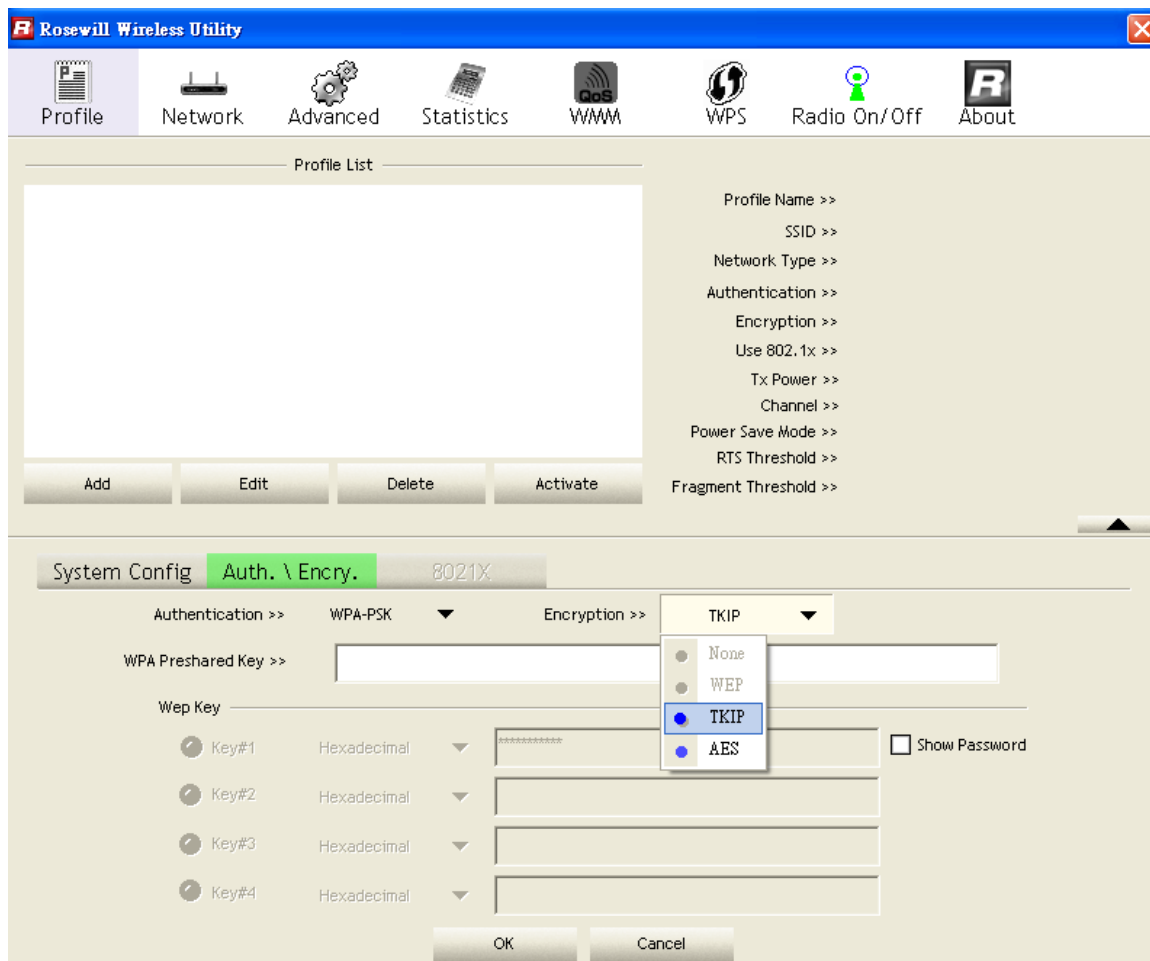 R Rosewill Wireless Utility
Profile Network Advanced Statistics QoS WMM WPS Radio On/Off R About
Profile List
Profile Name >>
SSID >>
Network Type >>
Authentication >>
Encryption >>
Use 802.1x >>
Tx Power >>
Channel >>
Power Save Mode >>
RTS Threshold >>
Fragment Threshold >>
Add Edit Delete Activate
System Config Auth. \ Encry. 8021X
Authentication >> WPA-PSK Encryption >> TKIP
None
WEP
TKIP
AES
WPA Preshared Key >>
Wep Key
Key#1 Hexadecimal *********** Show Password
Key#2 Hexadecimal
Key#3 Hexadecimal
Key#4 Hexadecimal
OK Cancel